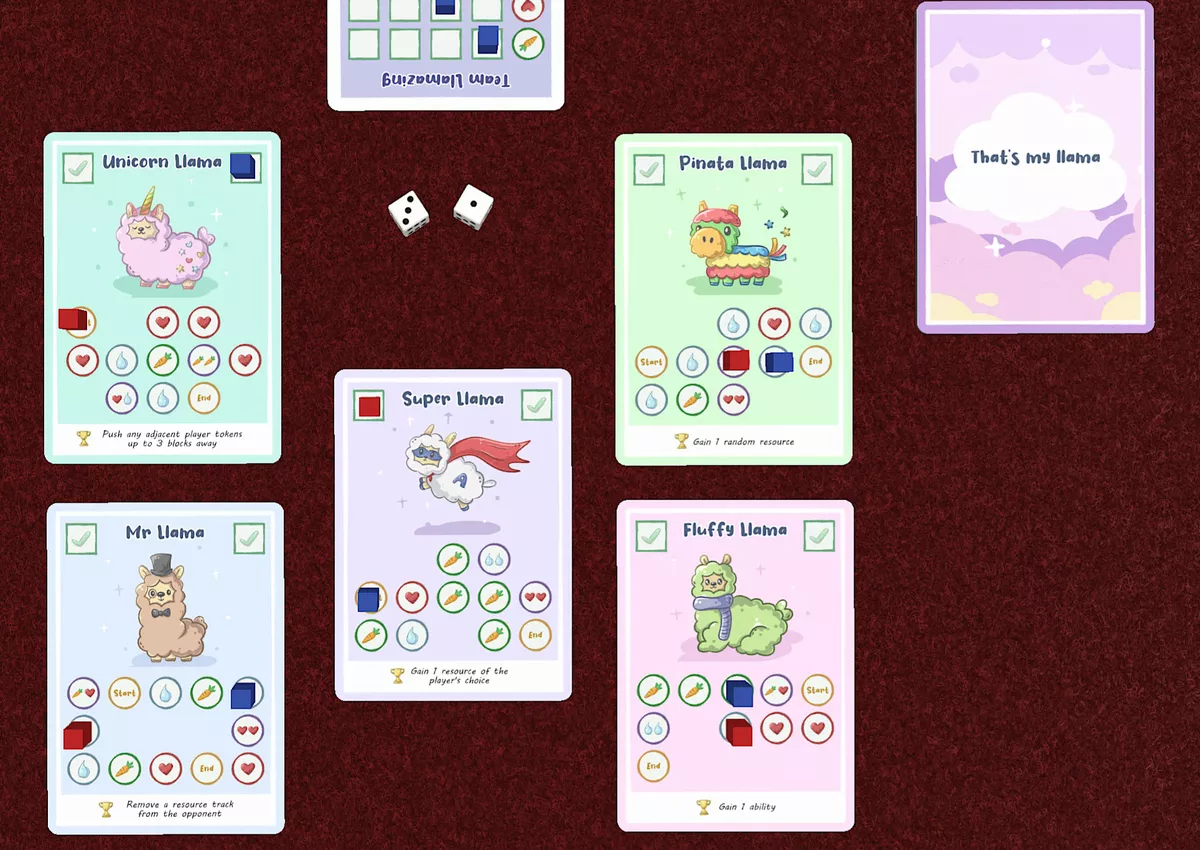 Team Llamazing
Unicorn Llama
Push any adjacent player tokens
up to 3 blocks away
End
Pinata Llama
Start
End
Gain 1 random resource
That's my llama
Super Llama
A
End
Gain 1 resource of the
player's choice
Mr Llama
Start
End
Remove a resource track
from the opponent
Fluffy Llama
Start
End
Gain 1 ability